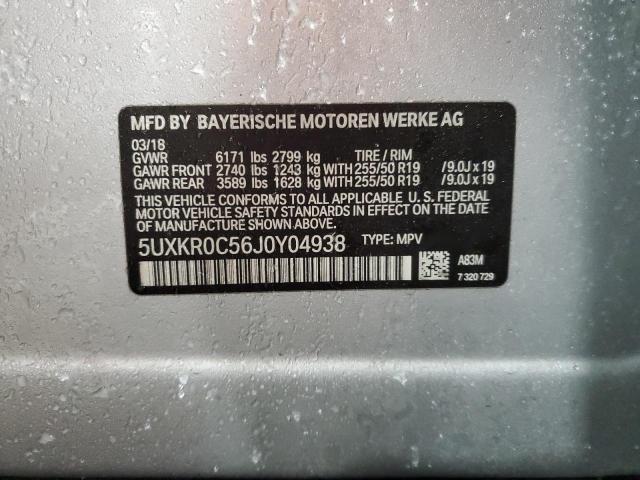 MFD BY BAYERISCHE MOTOREN WERKE AG
03/18
GVWR 6171 lbs 2799 kg TIRE / RIM
GAWR FRONT 2740 lbs 1243 kg WITH 255/50 R19 /9.0J x 19
GAWR REAR 3589 lbs 1628 kg WITH 255/50 R19 /9.0J x 19
THIS VEHICLE CONFORMS TO ALL APPLICABLE U. S. FEDERAL
MOTOR VEHICLE SAFETY STANDARDS IN EFFECT ON THE
DATE OF MANUFACTURE SHOWN ABOVE.
5UXKR0C56J0Y04938 TYPE: MPV
A83M
7 320 729